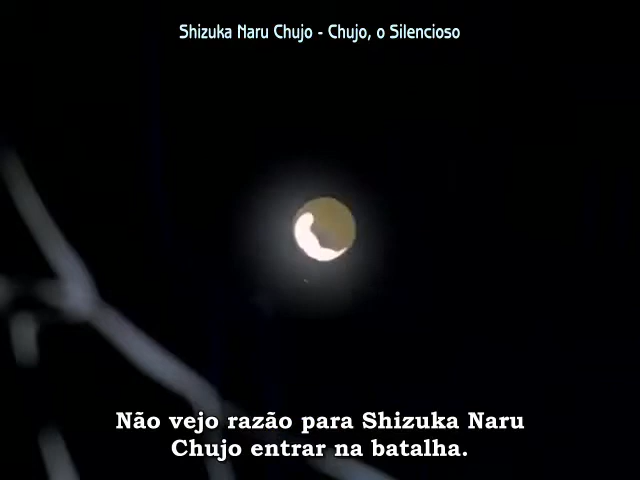 Shizuka Naru Chujo - Chujo, o Silencioso
Não vejo razão para Shizuka Naru
Chujo entrar na batalha.